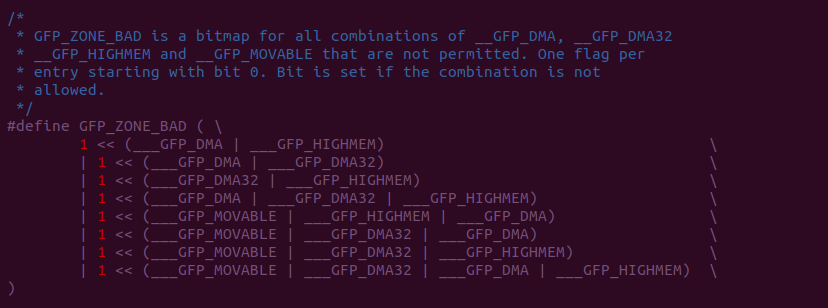 /*
 * GFP_ZONE_BAD is a bitmap for all combinations of __GFP_DMA, __GFP_DMA32
 * __GFP_HIGHMEM and __GFP_MOVABLE that are not permitted. One flag per
 * entry starting with bit 0. Bit is set if the combination is not
 * allowed.
 */
#define GFP_ZONE_BAD ( \
        1 << (___GFP_DMA | ___GFP_HIGHMEM)                                    \
        | 1 << (___GFP_DMA | ___GFP_DMA32)                                    \
        | 1 << (___GFP_DMA32 | ___GFP_HIGHMEM)                                \
        | 1 << (___GFP_DMA | ___GFP_DMA32 | ___GFP_HIGHMEM)                   \
        | 1 << (___GFP_MOVABLE | ___GFP_HIGHMEM | ___GFP_DMA)                 \
        | 1 << (___GFP_MOVABLE | ___GFP_DMA32 | ___GFP_DMA)                   \
        | 1 << (___GFP_MOVABLE | ___GFP_DMA32 | ___GFP_HIGHMEM)               \
        | 1 << (___GFP_MOVABLE | ___GFP_DMA32 | ___GFP_DMA | ___GFP_HIGHMEM)  \
)